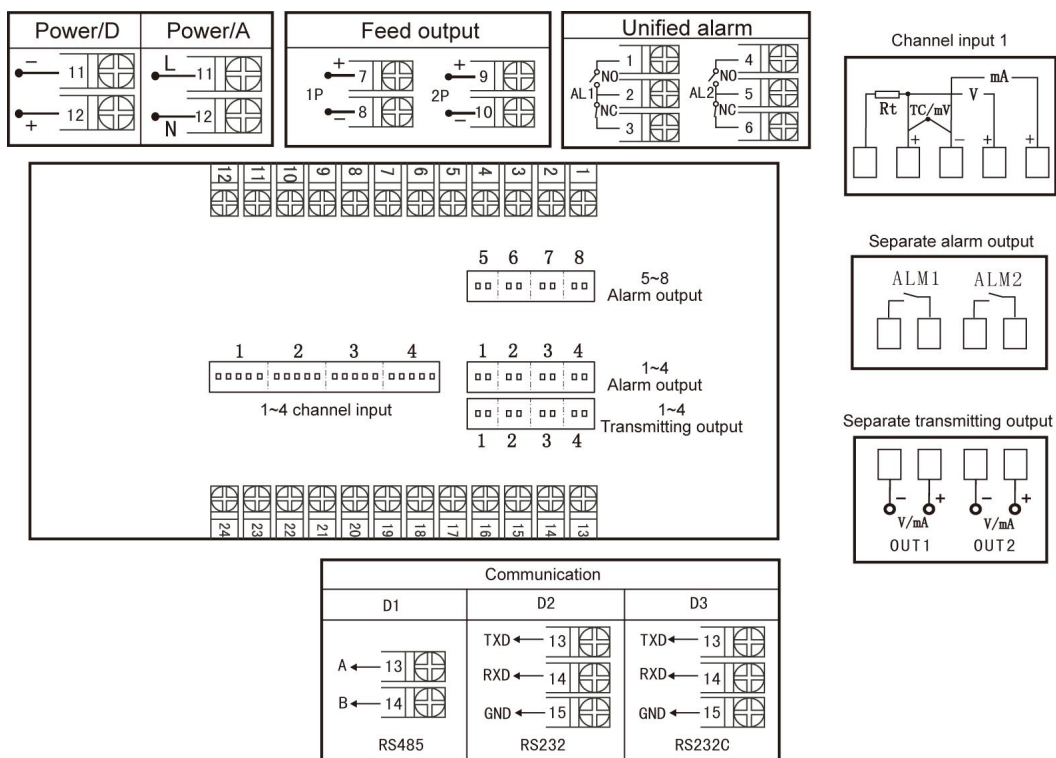 Power/D Power/A
− 11 L 11
+ 12 N 12
Feed output
+ 7 + 9
1P 2P
− 8 − 10
Unified alarm
1 4
NO NO
AL1 2 AL2 5
NC NC
3 6
Channel input 1
mA
V
Rt TC/mV
+ − + +
12 11 10 9 8 7 6 5 4 3 2 1
5 6 7 8
5~8
Alarm output
1 2 3 4
1~4 channel input
1 2 3 4
1~4
Alarm output
1~4
Transmitting output
1 2 3 4
24 23 22 21 20 19 18 17 16 15 14 13
Separate alarm output
ALM1 ALM2
Separate transmitting output
− + − +
V/mA V/mA
OUT1 OUT2
Communication
D1 D2 D3
A 13
B 14
RS485
TXD 13
RXD 14
GND 15
RS232
TXD 13
RXD 14
GND 15
RS232C